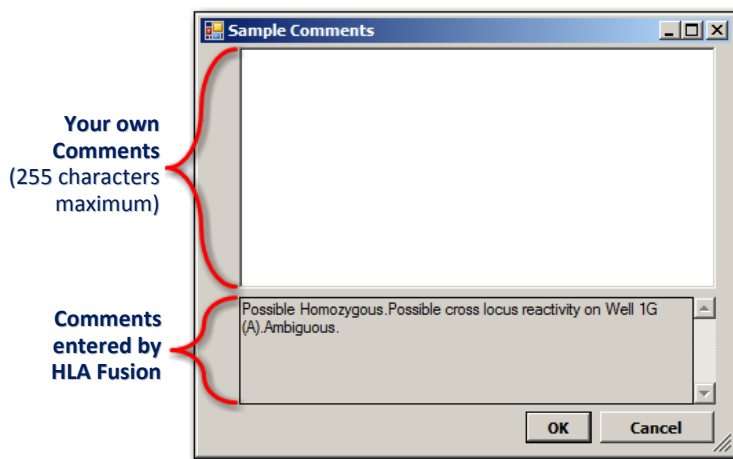 Sample Comments
Your own
Comments
(255 characters
maximum)
Possible Homozygous.Possible cross locus reactivity on Well 1G
(A).Ambiguous.
Comments
entered by
HLA Fusion
OK
Cancel